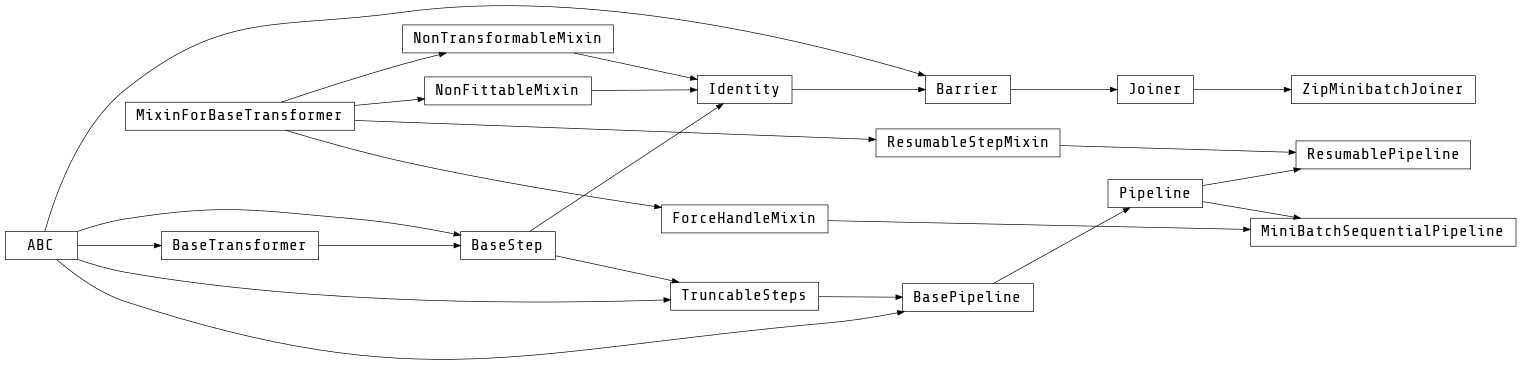 NonTransformableMixin
NonFittableMixin
Identity
Barrier
Joiner
ZipMinibatchJoiner
MixinForBaseTransformer
ResumableStepMixin
ResumablePipeline
Pipeline
ForceHandleMixin
MiniBatchSequentialPipeline
ABC
BaseTransformer
BaseStep
TruncableSteps
BasePipeline